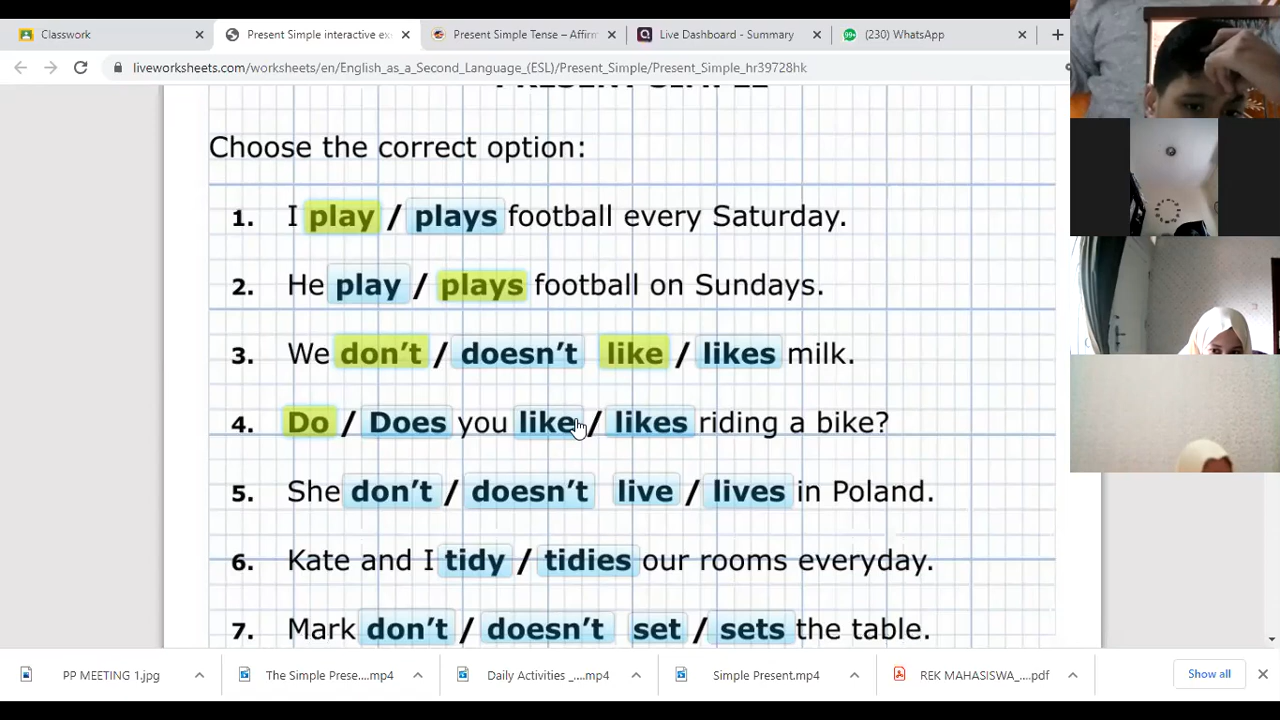 Classwork
Present Simple interactive exe
Present Simple Tense – Affirm
Live Dashboard - Summary
(230) WhatsApp
liveworksheets.com/worksheets/en/English_as_a_Second_Language_(ESL)/Present_Simple/Present_Simple_hr39728hk
PRESENT SIMPLE
Choose the correct option:
1. I play / plays football every Saturday.
2. He play / plays football on Sundays.
3. We don't / doesn't like / likes milk.
4. Do / Does you like / likes riding a bike?
5. She don't / doesn't live / lives in Poland.
6. Kate and I tidy / tidies our rooms everyday.
7. Mark don't / doesn't set / sets the table.
PP MEETING 1.jpg
The Simple Prese....mp4
Daily Activities _....mp4
Simple Present.mp4
REK MAHASISWA_....pdf
Show all